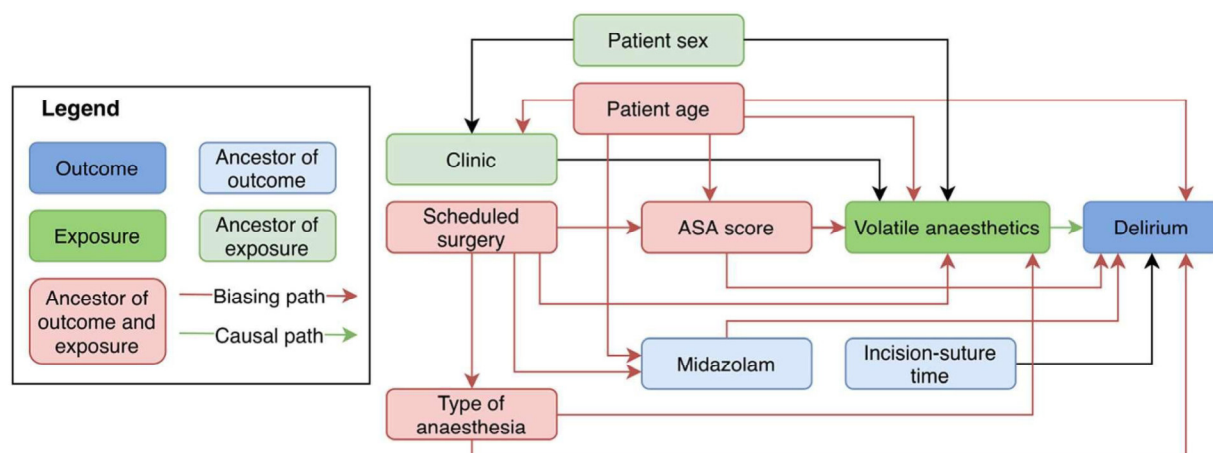 Legend
Outcome
Ancestor of
outcome
Exposure
Ancestor of
exposure
Ancestor of
outcome and
exposure
Biasing path
Causal path
Patient sex
Patient age
Clinic
Scheduled
surgery
ASA score
Volatile anaesthetics
Delirium
Midazolam
Incision-suture
time
Type of
anaesthesia